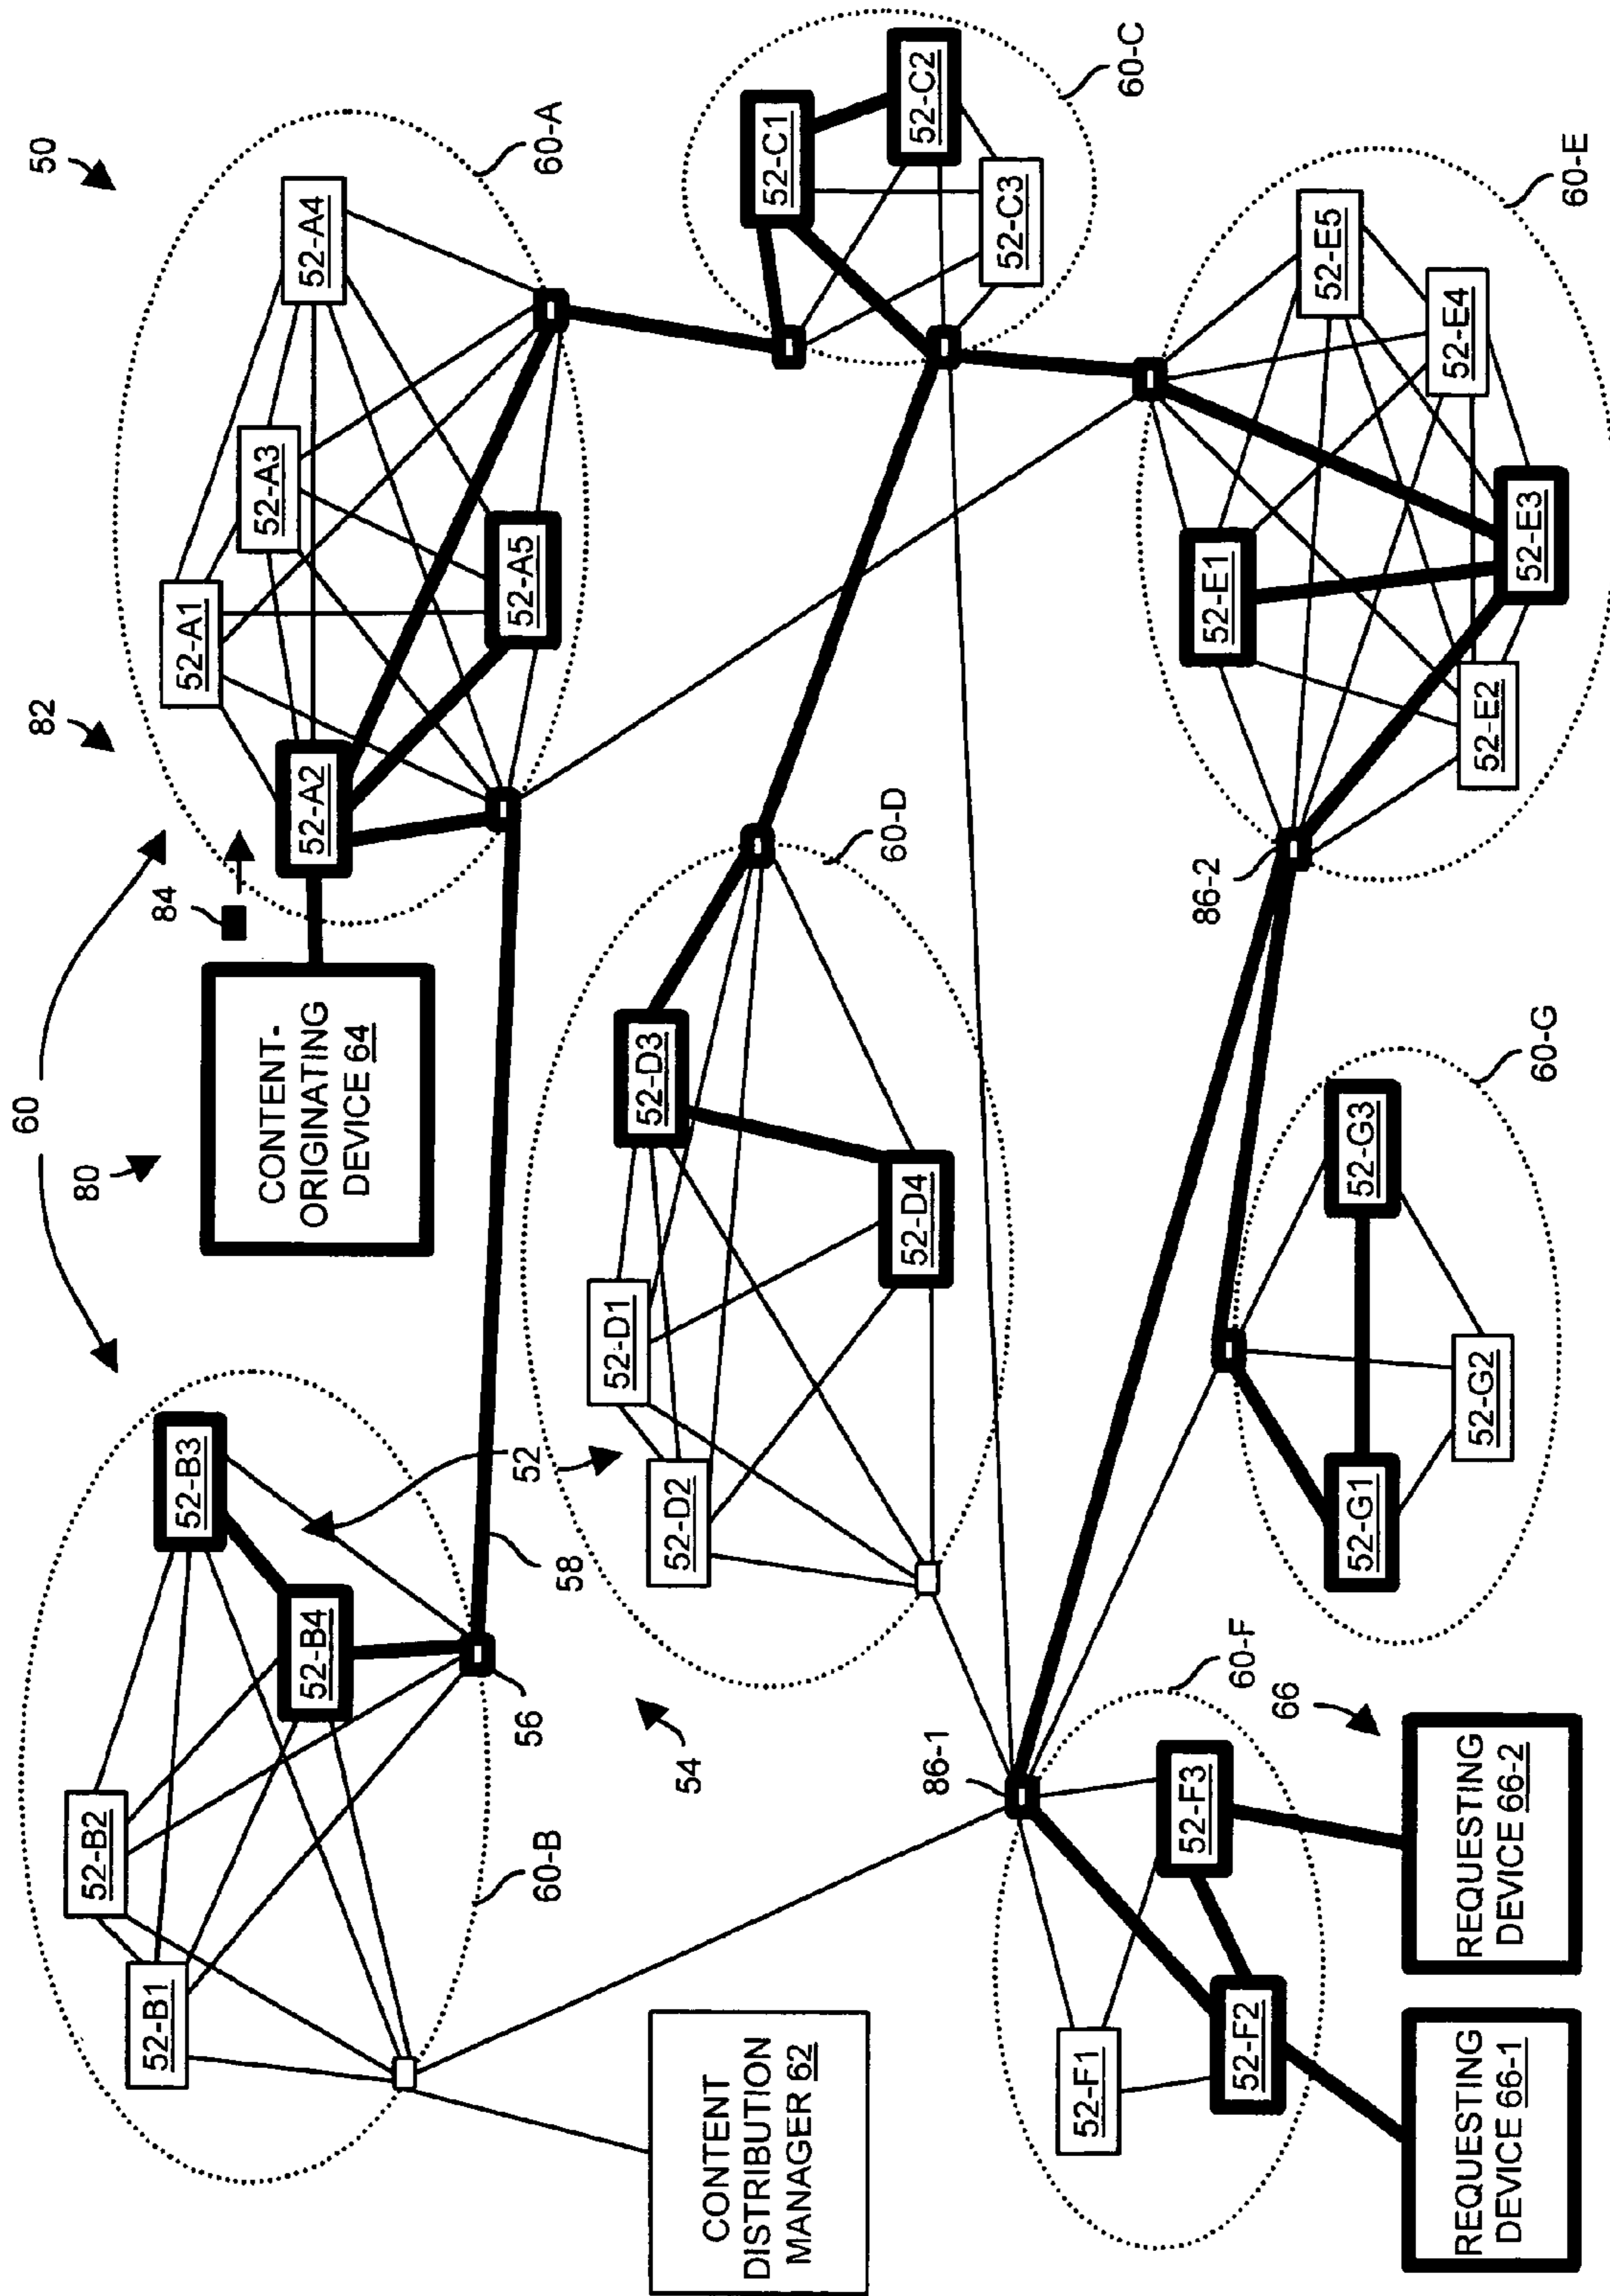 50
82
80
60
84
60-A
52-A1
52-A2
52-A3
52-A4
52-A5
CONTENT-
ORIGINATING
DEVICE 64
52-B1
52-B2
52-B3
52-B4
60-B
56
58
52
54
52-C1
52-C2
52-C3
60-C
52-D1
52-D2
52-D3
52-D4
60-D
52-E1
52-E2
52-E3
52-E4
52-E5
60-E
86-2
86-1
52-F1
52-F2
52-F3
60-F
52-G1
52-G2
52-G3
60-G
CONTENT
DISTRIBUTION
MANAGER 62
66
REQUESTING
DEVICE 66-1
REQUESTING
DEVICE 66-2